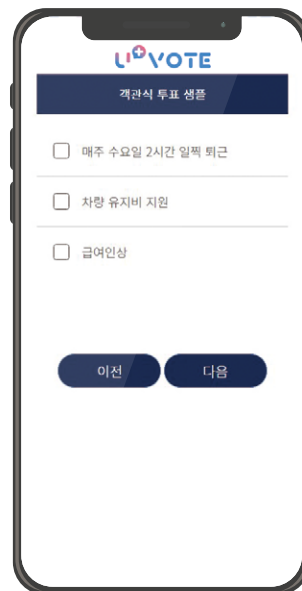 U+VOTE
객관식 투표 샘플
매주 수요일 2시간 일찍 퇴근
차량 유지비 지원
급여인상
이전 다음